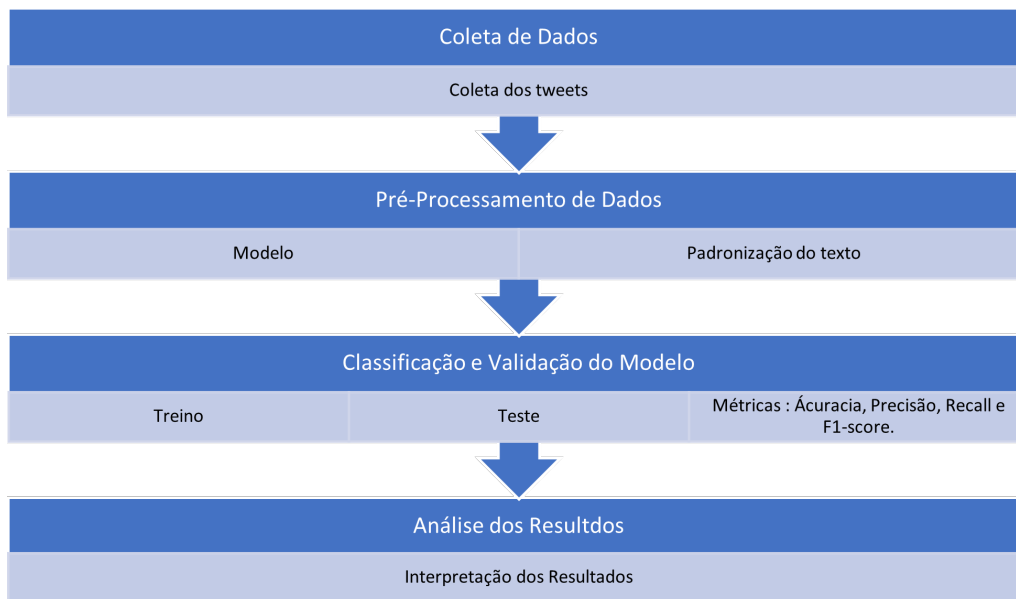 Coleta de Dados
Coleta dos tweets
Pré-Processamento de Dados
Modelo
Padronização do texto
Classificação e Validação do Modelo
Treino
Teste
Métricas : Ácuracia, Precisão, Recall e
F1-score.
Análise dos Resultdos
Interpretação dos Resultados